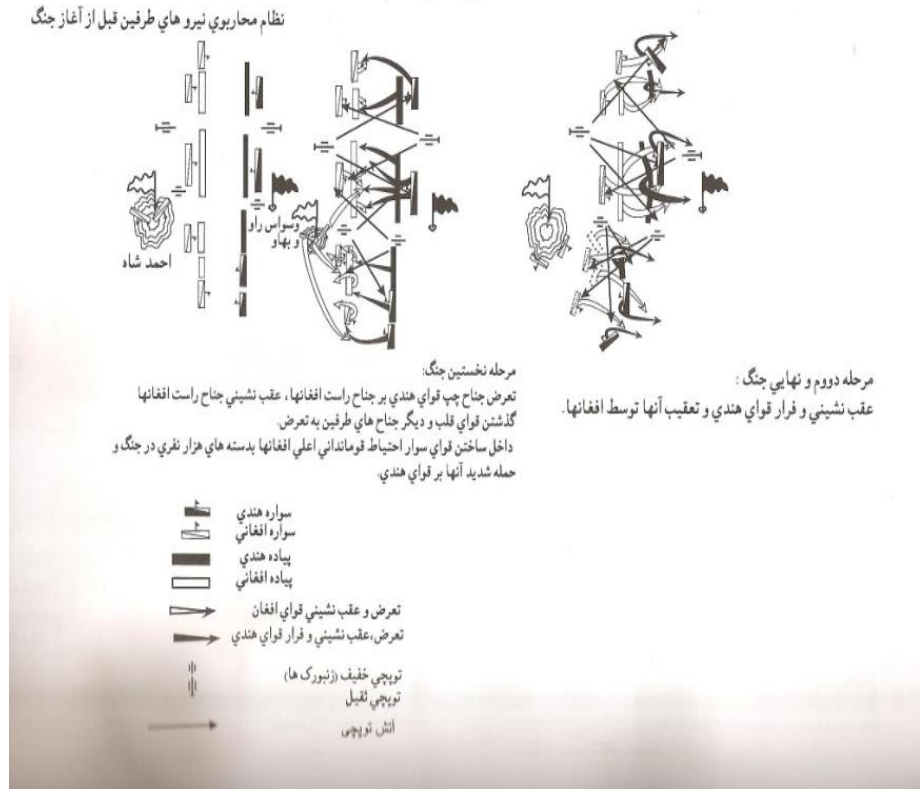 نظام محاربوي نيرو هاي طرفين قبل از آغاز جنگ
وسواس راو
و بهاو
احمد شاه
مرحله نخستين جنگ:
تعرض جناح چپ قواي هندي بر جناح راست افغانها، عقب نشيني جناح راست افغانها
گذشتن قواي قلب و ديگر جناح هاي طرفين به تعرض.
داخل ساختن قواي سوار احتياط قوماندانی اعلي افغانها بدسته هاي هزار نفري در جنگ و
حمله شديد آنها بر قواي هندي.
مرحله دووم و نهايي جنگ :
عقب نشيني و فرار قواي هندي و تعقيب آنها توسط افغانها.
سواره هندي
سواره افغاني
پياده هندي
پياده افغاني
تعرض و عقب نشيني قواي افغان
تعرض،عقب نشيني و فرار قواي هندي
توپچي خفيف (زنبورک ها)
توپچي ثقيل
آتش توپچی